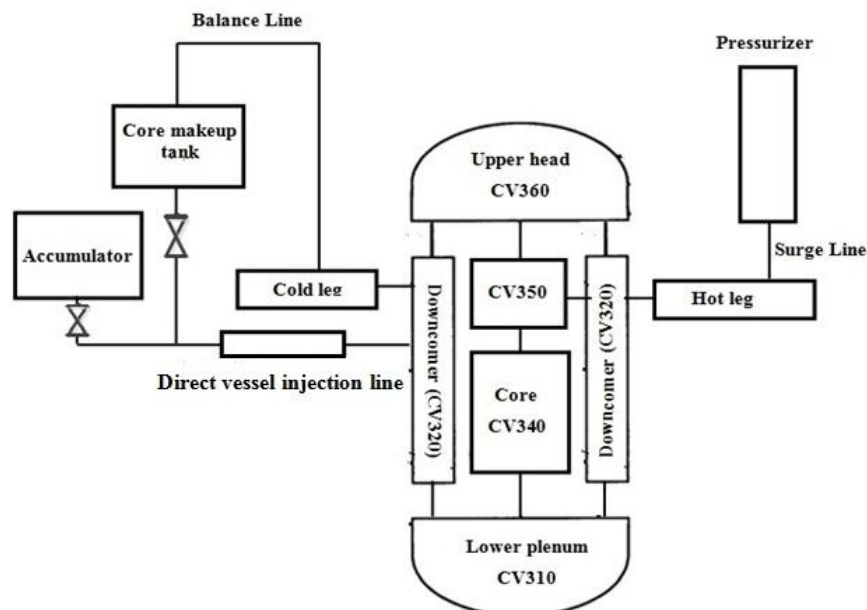 Balance Line
Pressurizer
Core makeup
tank
Upper head
CV360
Accumulator
Surge Line
Cold leg
CV350
Hot leg
Downcomer (CV320)
Downcomer (CV320)
Direct vessel injection line
Core
CV340
Lower plenum
CV310